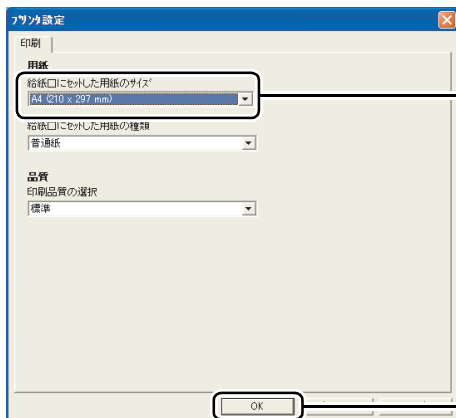 プリンタ設定
印刷
用紙
給紙口にセットした用紙のサイズ
A4 (210 x 297 mm)
給紙口にセットした用紙の種類
普通紙
品質
印刷品質の選択
標準
OK